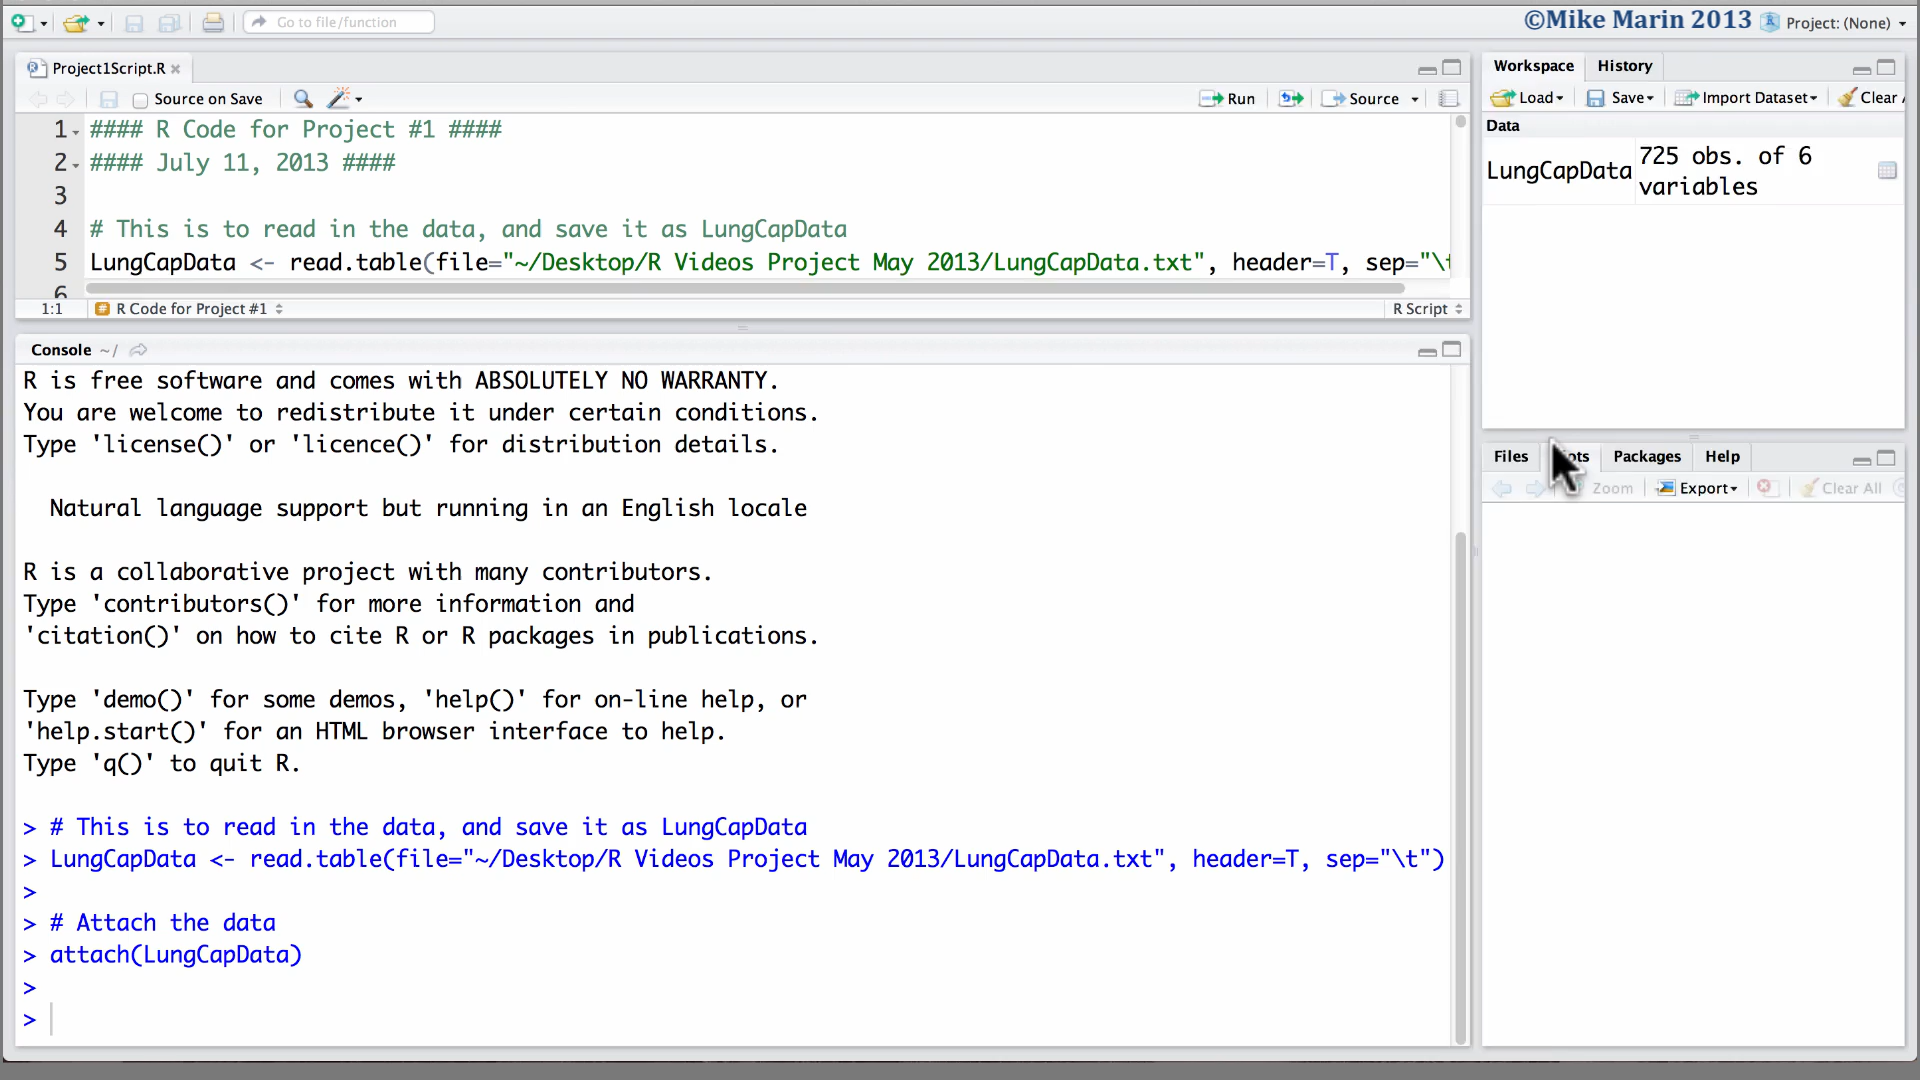 Go to file/function
©Mike Marin 2013
Project: (None)
Project1Script.R
Source on Save
Run
Source
1
#### R Code for Project #1 ####
2
#### July 11, 2013 ####
3
4
# This is to read in the data, and save it as LungCapData
5
LungCapData <- read.table(file="~/Desktop/R Videos Project May 2013/LungCapData.txt", header=T, sep="\t
6
1:1
R Code for Project #1
R Script
Console ~/
R is free software and comes with ABSOLUTELY NO WARRANTY.
You are welcome to redistribute it under certain conditions.
Type 'license()' or 'licence()' for distribution details.
Natural language support but running in an English locale
R is a collaborative project with many contributors.
Type 'contributors()' for more information and
'citation()' on how to cite R or R packages in publications.
Type 'demo()' for some demos, 'help()' for on-line help, or
'help.start()' for an HTML browser interface to help.
Type 'q()' to quit R.
> # This is to read in the data, and save it as LungCapData
> LungCapData <- read.table(file="~/Desktop/R Videos Project May 2013/LungCapData.txt", header=T, sep="\t")
>
> # Attach the data
> attach(LungCapData)
>
>
Workspace
History
Load
Save
Import Dataset
Clear
Data
LungCapData
725 obs. of 6
variables
Files
Packages
Help
Zoom
Export
Clear All